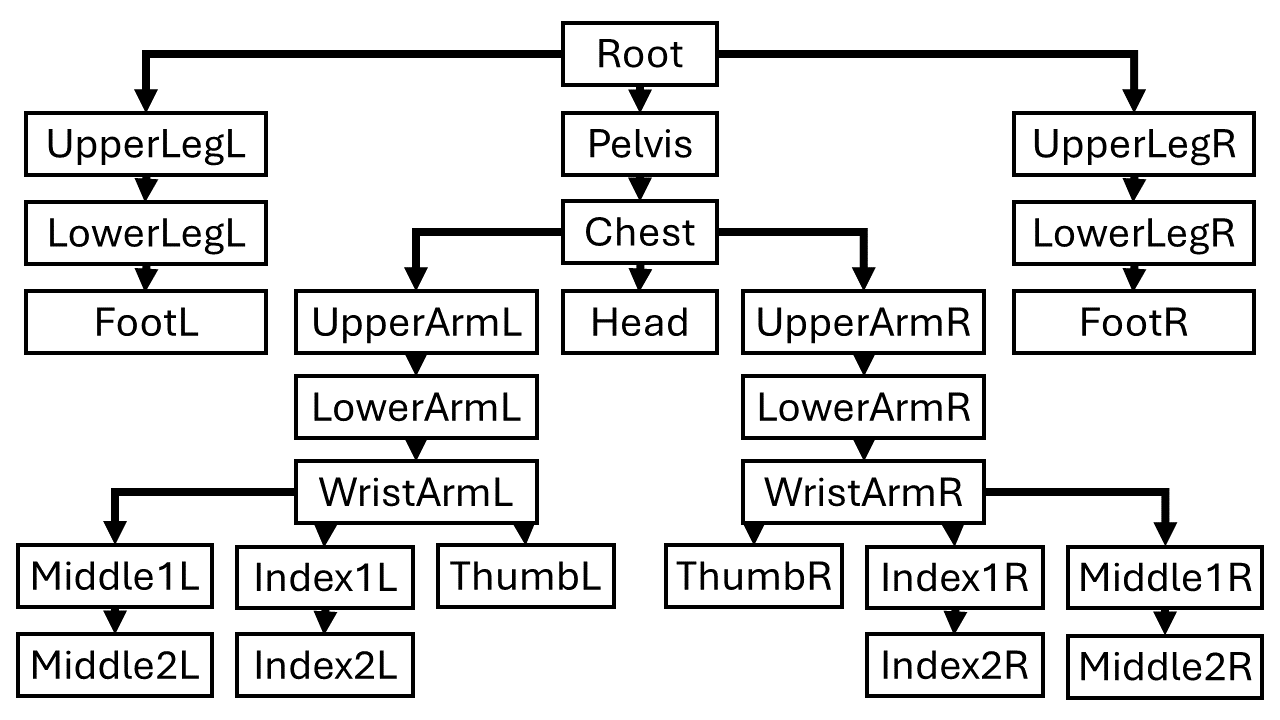 Root
UpperLegL
Pelvis
UpperLegR
LowerLegL
Chest
LowerLegR
FootL
UpperArmL
Head
UpperArmR
FootR
LowerArmL
LowerArmR
WristArmL
WristArmR
Middle1L
Index1L
ThumbL
ThumbR
Index1R
Middle1R
Middle2L
Index2L
Index2R
Middle2R